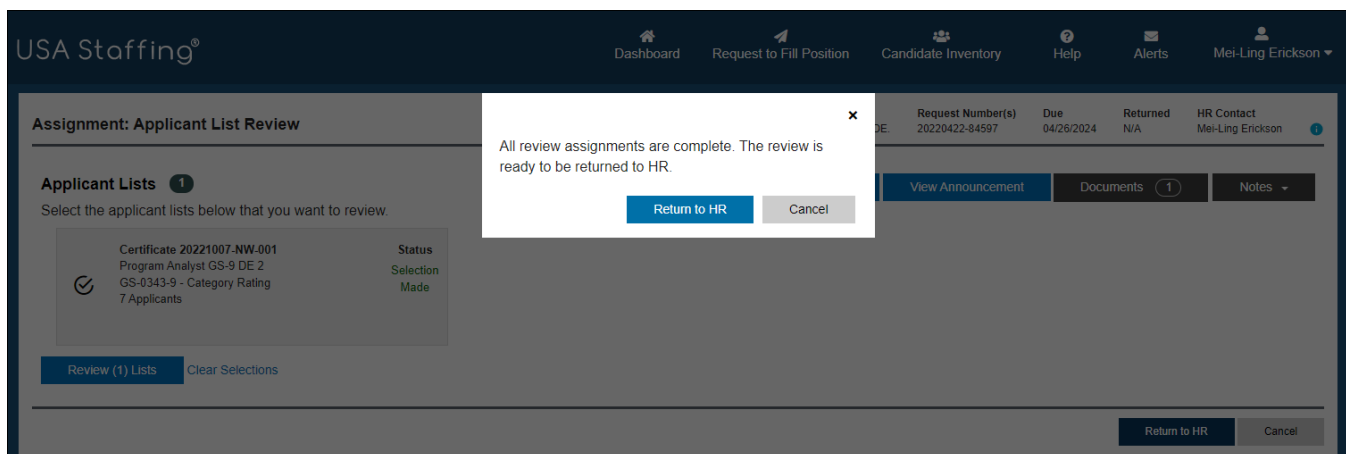 USA Staffing®
Dashboard
Request to Fill Position
Candidate Inventory
Help
Alerts
Mei-Ling Erickson
Assignment: Applicant List Review
DE.
Request Number(s)
20220422-84597
Due
04/26/2024
Returned
N/A
HR Contact
Mei-Ling Erickson
All review assignments are complete. The review is
ready to be returned to HR.
Return to HR
Cancel
Applicant Lists 1
Select the applicant lists below that you want to review.
View Announcement
Documents 1
Notes
Certificate 20221007-NW-001
Program Analyst GS-9 DE 2
GS-0343-9 - Category Rating
7 Applicants
Status
Selection
Made
Review (1) Lists
Clear Selections
Return to HR
Cancel